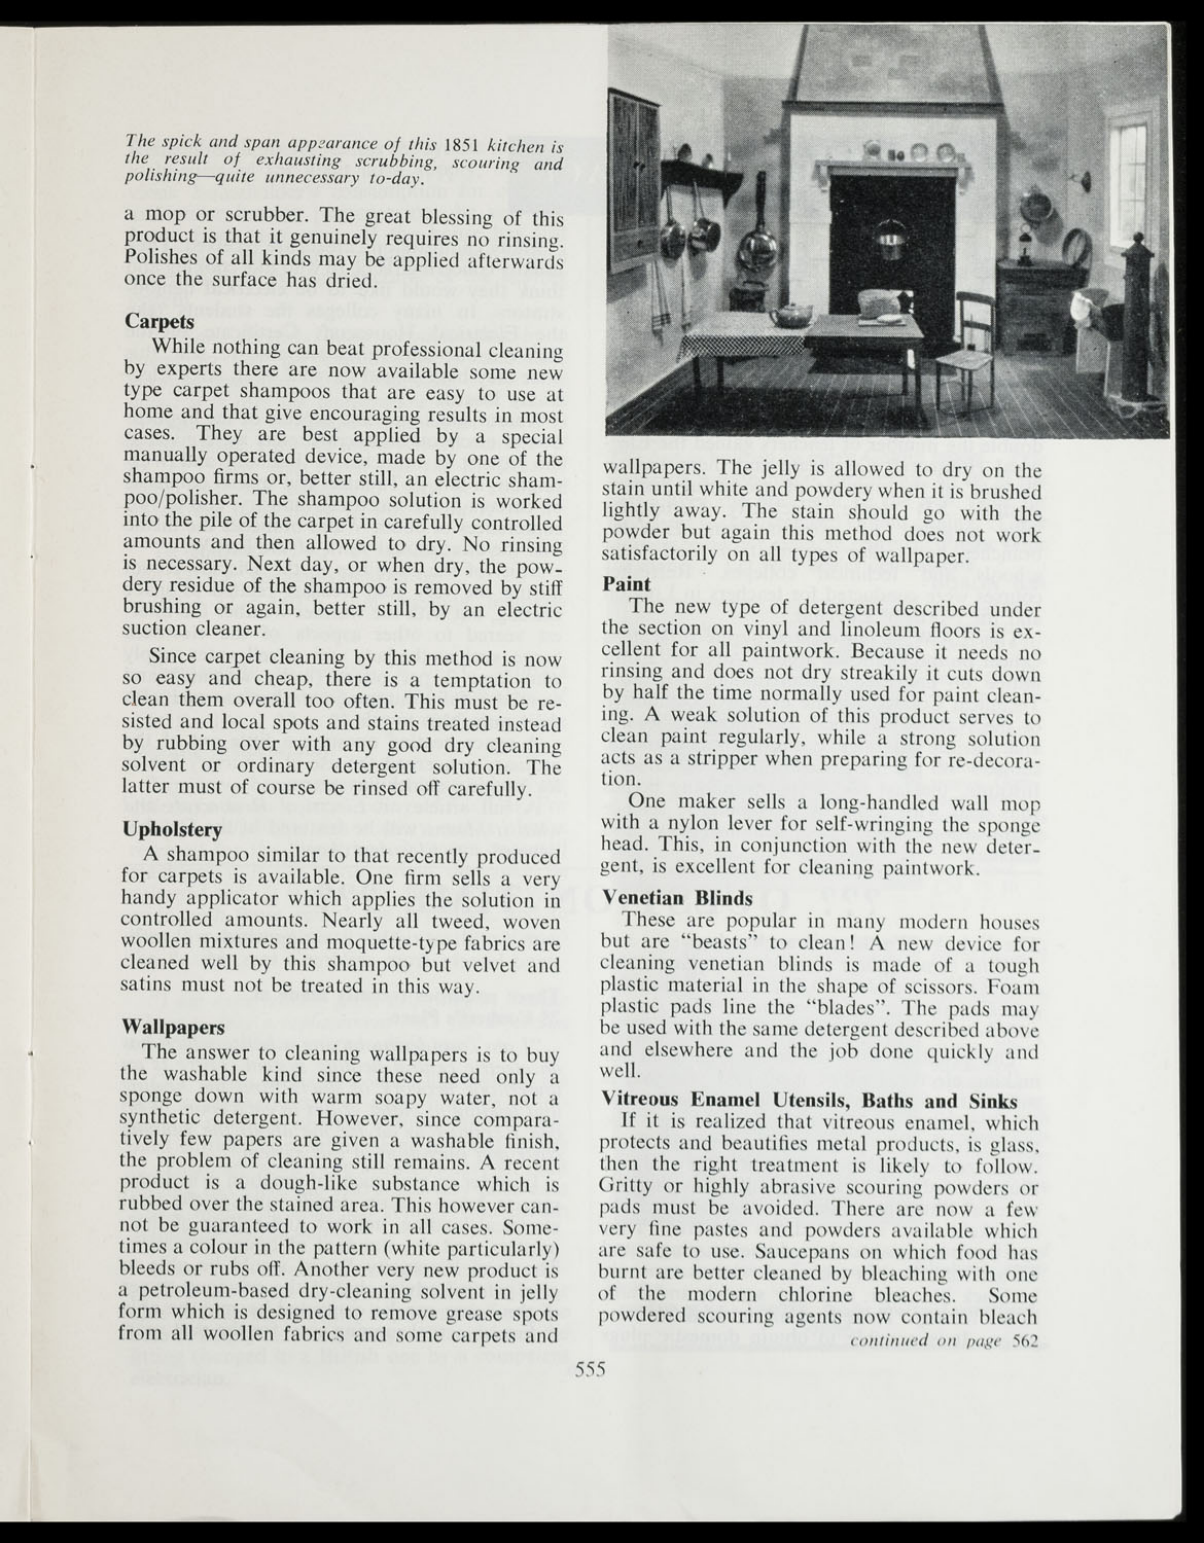 The spick and span appearance of this 1851 kitchen is
the result of exhausting scrubbing, scouring and
polishing—quite unnecessary to-day.
a mop or scrubber. The great blessing of this
product is that it genuinely requires no rinsing.
Polishes of all kinds may be applied afterwards
once the surface has dried.
Carpets
While nothing can beat professional cleaning
by experts there are now available some new
type carpet shampoos that are easy to use at
home and that give encouraging results in most
cases. They are best applied by a special
manually operated device, made by one of the
shampoo firms or, better still, an electric sham-
poo/polisher. The shampoo solution is worked
into the pile of the carpet in carefully controlled
amounts and then allowed to dry. No rinsing
is necessary. Next day, or when dry, the pow-
dery residue of the shampoo is removed by stiff
brushing or again, better still, by an electric
suction cleaner.
Since carpet cleaning by this method is now
so easy and cheap, there is a temptation to
clean them overall too often. This must be re-
sisted and local spots and stains treated instead
by rubbing over with any good dry cleaning
solvent or ordinary detergent solution. The
latter must of course be rinsed off carefully.
Upholstery
A shampoo similar to that recently produced
for carpets is available. One firm sells a very
handy applicator which applies the solution in
controlled amounts. Nearly all tweed, woven
woollen mixtures and moquette-type fabrics are
cleaned well by this shampoo but velvet and
satins must not be treated in this way.
Wallpapers
The answer to cleaning wallpapers is to buy
the washable kind since these need only a
sponge down with warm soapy water, not a
synthetic detergent. However, since compara-
tively few papers are given a washable finish,
the problem of cleaning still remains. A recent
product is a dough-like substance which is
rubbed over the stained area. This however can-
not be guaranteed to work in all cases. Some-
times a colour in the pattern (white particularly)
bleeds or rubs off. Another very new product is
a petroleum-based dry-cleaning solvent in jelly
form which is designed to remove grease spots
from all woollen fabrics and some carpets and
wallpapers. The jelly is allowed to dry on the
stain until white and powdery when it is brushed
lightly away. The stain should go with the
powder but again this method does not work
satisfactorily on all types of wallpaper.
Paint
The new type of detergent described under
the section on vinyl and linoleum floors is ex-
cellent for all paintwork. Because it needs no
rinsing and does not dry streakily it cuts down
by half the time normally used for paint clean-
ing. A weak solution of this product serves to
clean paint regularly, while a strong solution
acts as a stripper when preparing for re-decora-
tion.
One maker sells a long-handled wall mop
with a nylon lever for self-wringing the sponge
head. This, in conjunction with the new deter-
gent, is excellent for cleaning paintwork.
Venetian Blinds
These are popular in many modern houses
but are “beasts” to clean! A new device for
cleaning venetian blinds is made of a tough
plastic material in the shape of scissors. Foam
plastic pads line the “blades”. The pads may
be used with the same detergent described above
and elsewhere and the job done quickly and
well.
Vitreous Enamel Utensils, Baths and Sinks
If it is realized that vitreous enamel, which
protects and beautifies metal products, is glass,
then the right treatment is likely to follow.
Gritty or highly abrasive scouring powders or
pads must be avoided. There are now a few
very fine pastes and powders available which
are safe to use. Saucepans on which food has
burnt are better cleaned by bleaching with one
of the modern chlorine bleaches. Some
powdered scouring agents now contain bleach
continued on page 562
555